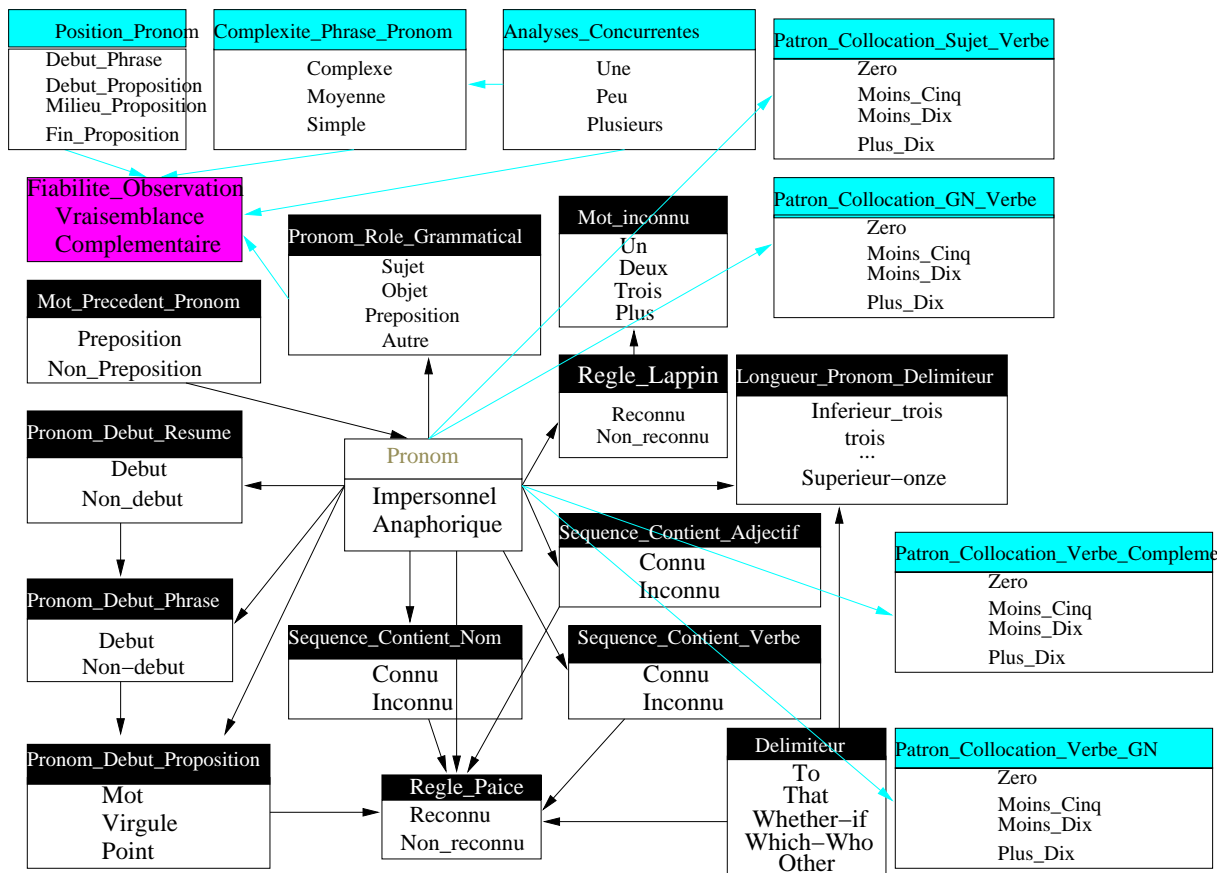 Position_Pronom
Debut_Phrase
Debut_Proposition
Milieu_Proposition
Fin_Proposition
Complexite_Phrase_Pronom
Complexe
Moyenne
Simple
Analyses_Concurrentes
Une
Peu
Plusieurs
Patron_Collocation_Sujet_Verbe
Zero
Moins_Cinq
Moins_Dix
Plus_Dix
Fiabilite_Observation
Vraisemblance
Complementaire
Pronom_Role_Grammatical
Sujet
Objet
Preposition
Autre
Mot_inconnu
Un
Deux
Trois
Plus
Patron_Collocation_GN_Verbe
Zero
Moins_Cinq
Moins_Dix
Plus_Dix
Mot_Precedent_Pronom
Preposition
Non_Preposition
Regle_Lappin
Reconnu
Non_reconnu
Longueur_Pronom_Delimiteur
Inferieur_trois
trois
...
Superieur−onze
Pronom_Debut_Resume
Debut
Non_debut
Pronom
Impersonnel
Anaphorique
Sequence_Contient_Adjectif
Connu
Inconnu
Patron_Collocation_Verbe_Compleme
Zero
Moins_Cinq
Moins_Dix
Plus_Dix
Pronom_Debut_Phrase
Debut
Non−debut
Sequence_Contient_Nom
Connu
Inconnu
Sequence_Contient_Verbe
Connu
Inconnu
Pronom_Debut_Proposition
Mot
Virgule
Point
Regle_Paice
Reconnu
Non_reconnu
Delimiteur
To
That
Whether−if
Which−Who
Other
Patron_Collocation_Verbe_GN
Zero
Moins_Cinq
Moins_Dix
Plus_Dix